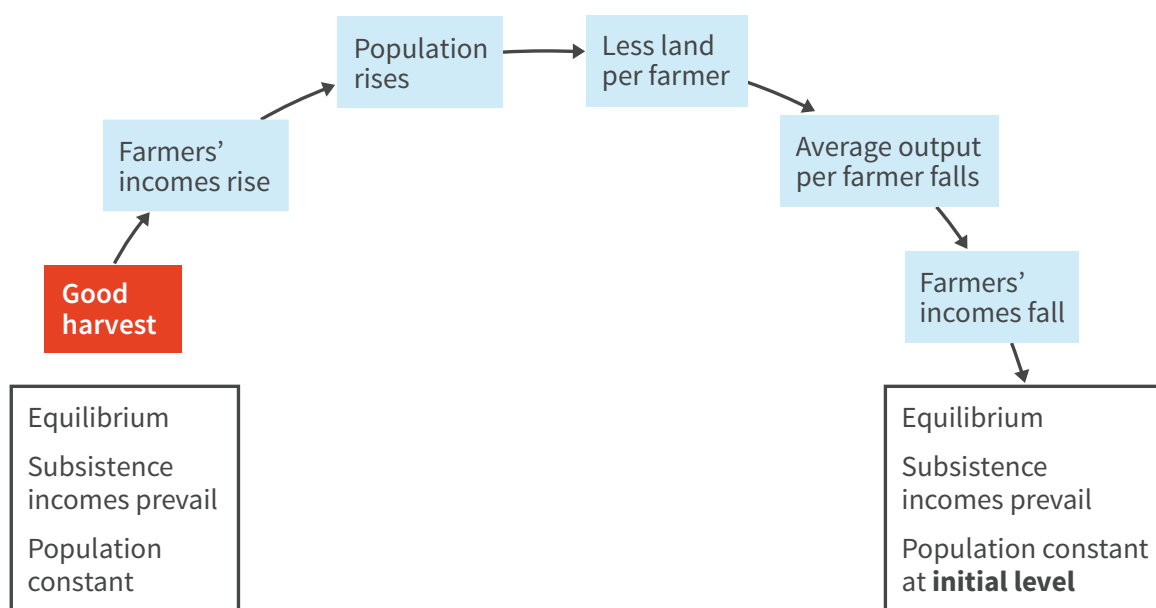 Population
rises
Less land
per farmer
Farmers’
incomes rise
Average output
per farmer falls
Good
harvest
Farmers’
incomes fall
Equilibrium
Subsistence
incomes prevail
Population
constant
Equilibrium
Subsistence
incomes prevail
Population constant
at initial level